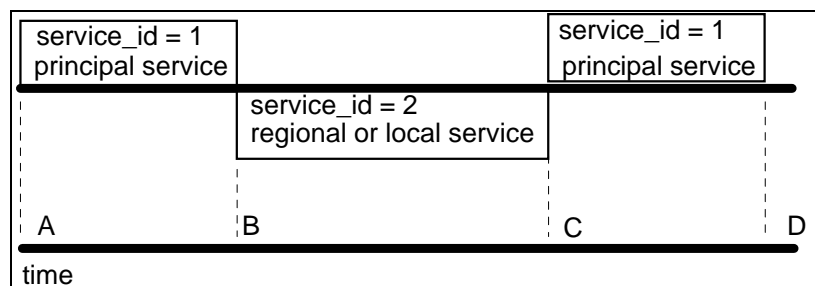 service_id = 1
principal service
service_id = 1
principal service
service_id = 2
regional or local service
A
B
C
D
time